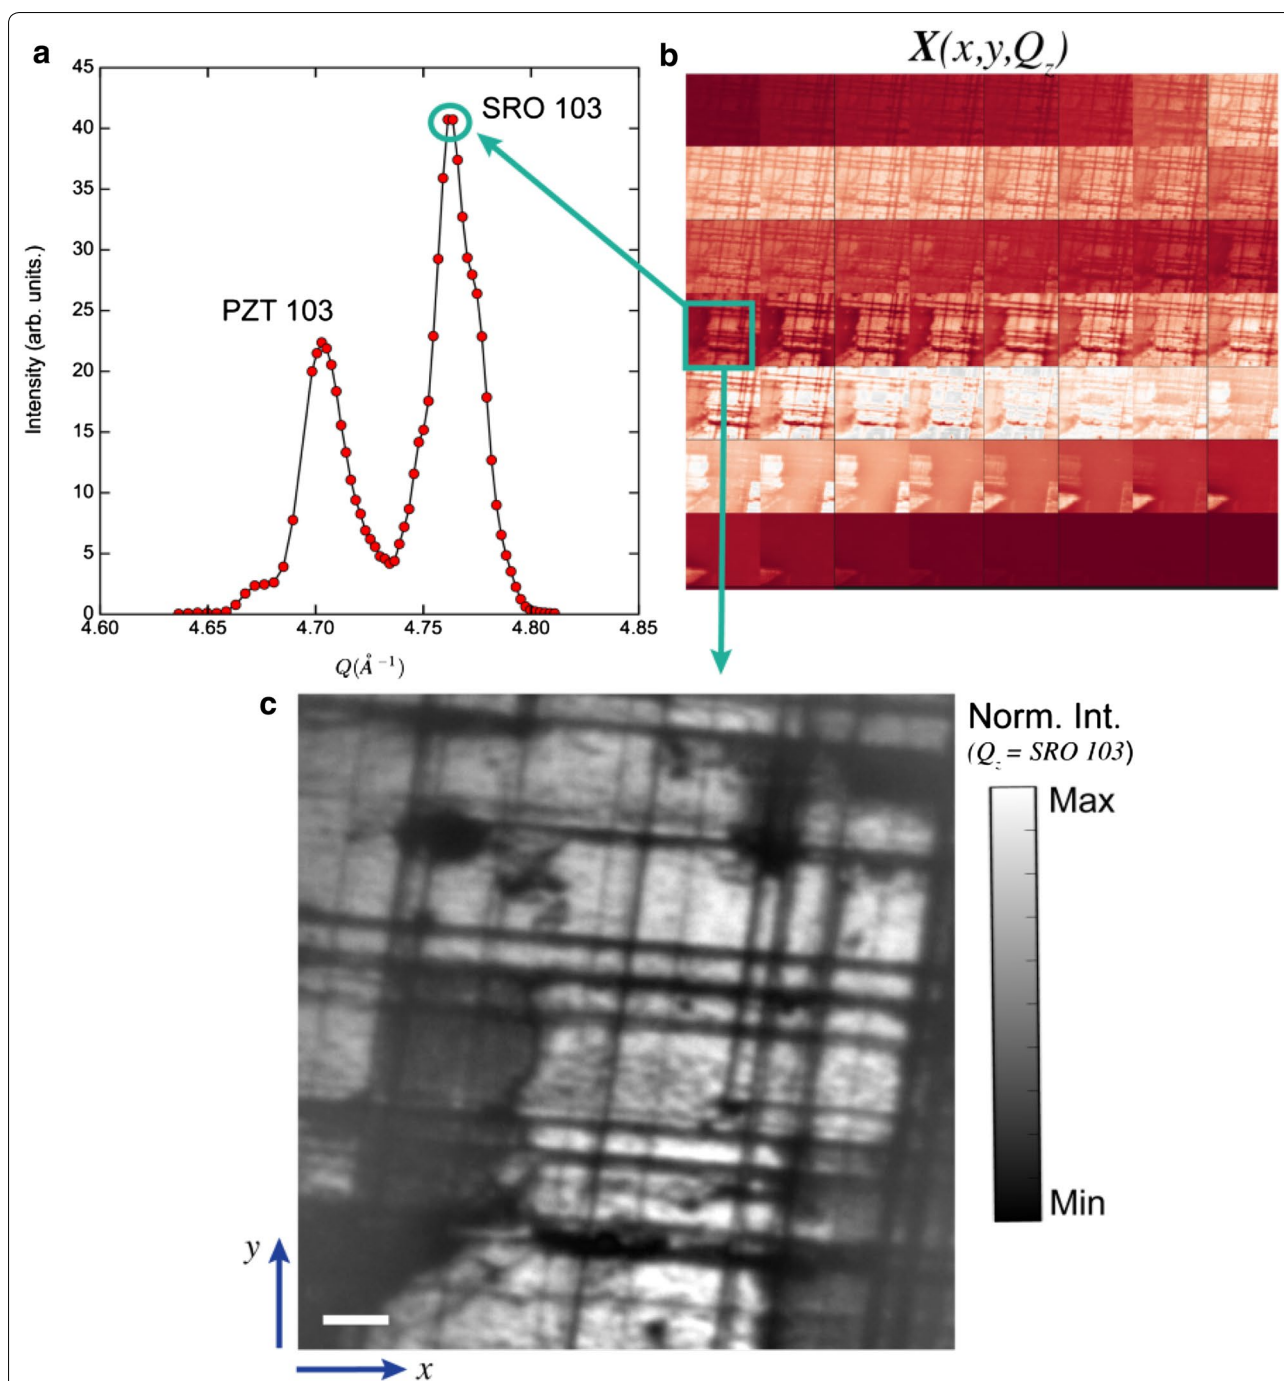 a
b
X(x,y,Q_z)
45
40
35
30
25
20
15
10
5
0
Intensity (arb. units.)
SRO 103
PZT 103
4.60 4.65 4.70 4.75 4.80 4.85
Q(Å⁻¹)
c
Norm. Int.
(Q_z = SRO 103)
Max
Min
y
x